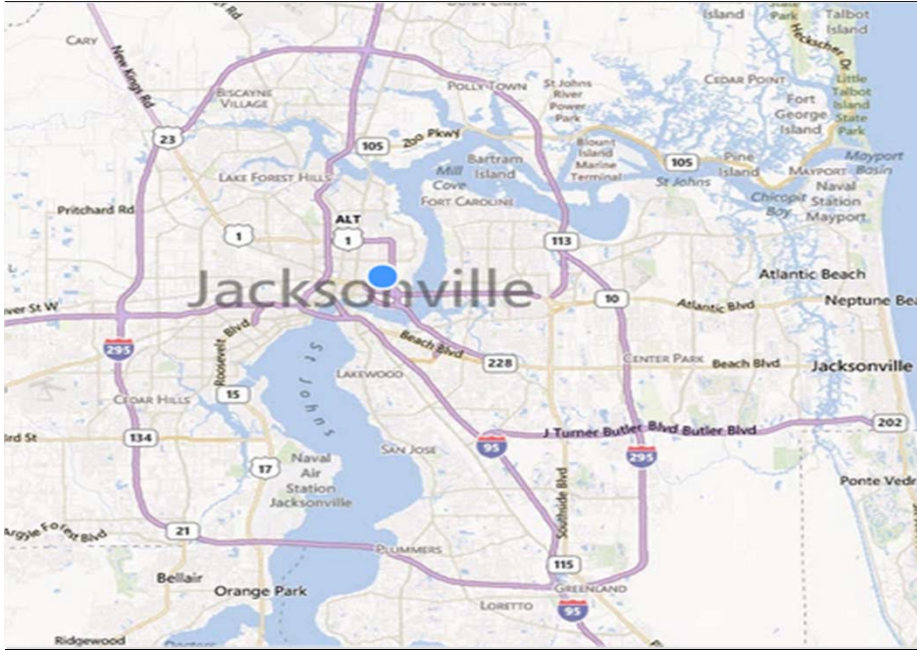 Island
State
Park
Talbot
Island
CARY
New Kings Rd
Heckscher Dr
BISCAYNE
VILLAGE
POLLY TOWN
St Johns
River
Power
Park
CEDAR POINT
Fort
George
Island
Little
Talbot
Island
State
Park
23
105
Zoo Pkwy
Blount
Island
Marine
Terminal
105
Pine
Island
MAYPORT
Mayport
Basin
LAKE FOREST HILLS
Mill
Cove
Bartram
Island
St Johns
Naval
Station
Mayport
FORT CAROLINE
Chicopit
Bay
Pritchard Rd
ALT
1
1
113
Jacksonville
Atlantic Beach
10
Atlantic Blvd
Neptune Bea
ver St W
295
Roosevelt Blvd
St Johns
Beach Blvd
228
CENTER PARK
Beach Blvd
Jacksonville
LAKEWOOD
CEDAR HILLS
15
134
3rd St
SAN JOSE
95
J Turner Butler Blvd
Butler Blvd
202
295
17
Naval
Air
Station
Jacksonville
Southside Blvd
Ponte Vedr
Argyle Forest Blvd
21
PLUMMERS
115
Bellair
Orange Park
GREENLAND
LORETTO
95
Ridgewood